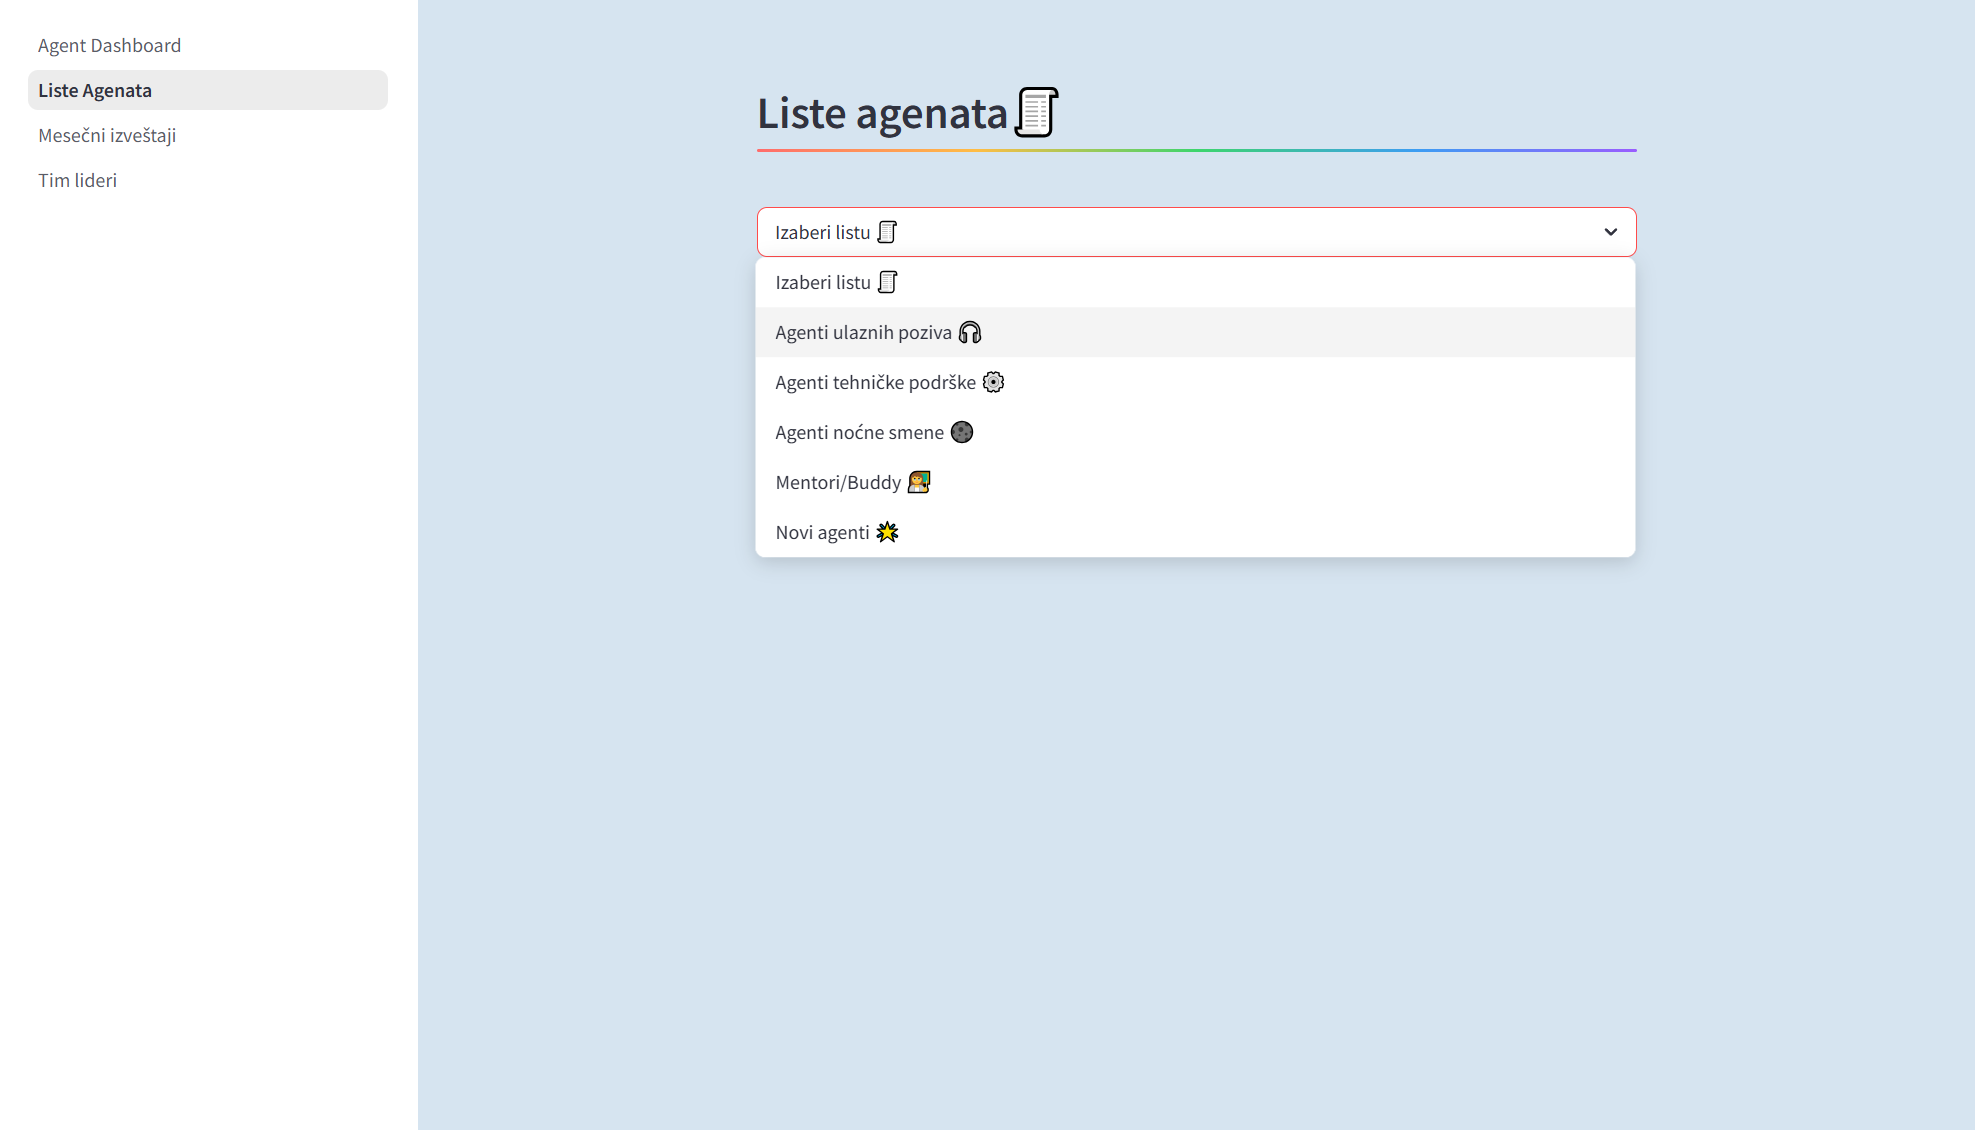 Agent Dashboard
Liste Agenata
Mesečni izveštaji
Tim lideri
Liste agenata
Izaberi listu
Izaberi listu
Agenti ulaznih poziva
Agenti tehničke podrške
Agenti noćne smene
Mentori/Buddy
Novi agenti